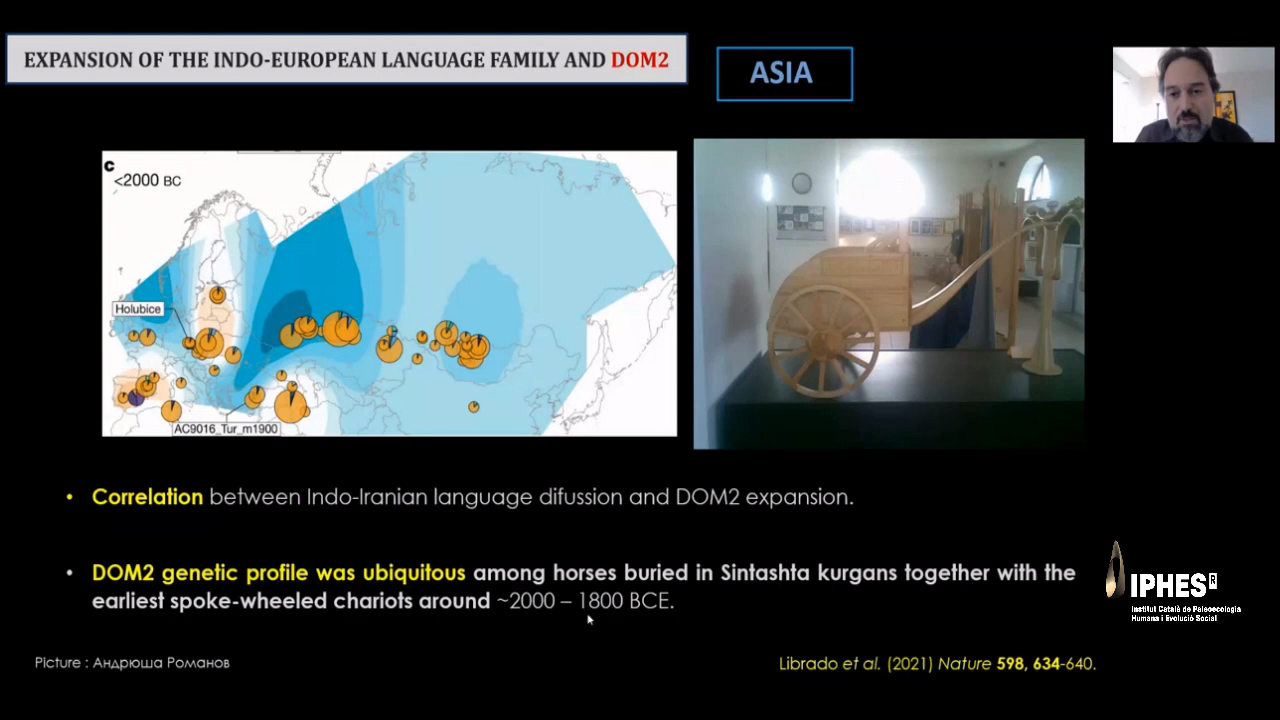 EXPANSION OF THE INDO-EUROPEAN LANGUAGE FAMILY AND DOM2
ASIA
c
<2000 BC
Holubice
AC9016_Tur_m1900
• Correlation between Indo-Iranian language difussion and DOM2 expansion.
• DOM2 genetic profile was ubiquitous among horses buried in Sintashta kurgans together with the
earliest spoke-wheeled chariots around ~2000 – 1800 BCE.
IPHES R
Institut Català de Paleoecologia
Humana i Evolució Social
Picture : Андрюша Романов
Librado et al. (2021) Nature 598, 634-640.